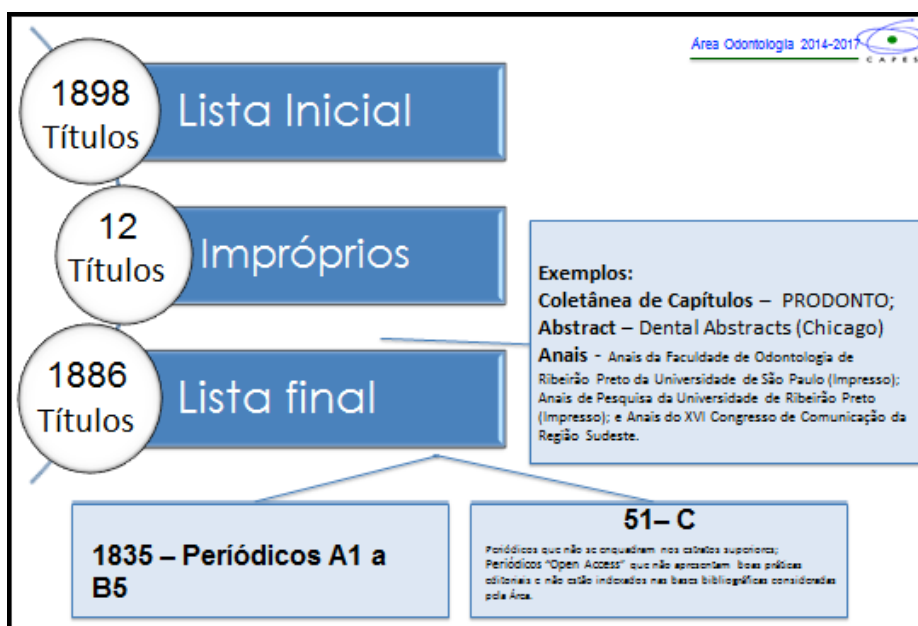 Área Odontologia 2014-2017
CAPES
1898
Títulos
Lista Inicial
12
Títulos
Impróprios
1886
Títulos
Lista final
Exemplos:
Coletânea de Capítulos – PRODONTO;
Abstract – Dental Abstracts (Chicago)
Anais - Anais da Faculdade de Odontologia de
Ribeirão Preto da Universidade de São Paulo (Impresso);
Anais de Pesquisa da Universidade de Ribeirão Preto
(Impresso); e Anais do XVI Congresso de Comunicação da
Região Sudeste.
1835 – Períódicos A1 a
B5
51– C
Periódicos que não se enquadram nos estratos superiores;
Periódicos “Open Access” que não apresentam boas práticas
editoriais e não estão indexados nas bases bibliográficas consideradas
pela Área.